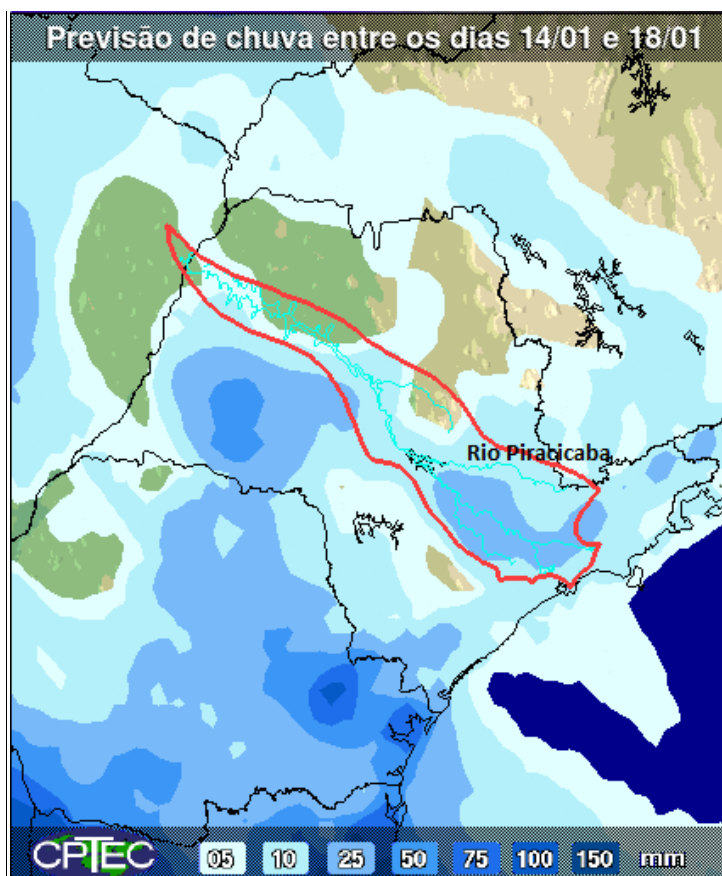 Previsão de chuva entre os dias 14/01 e 18/01
Rio Piracicaba
CPTEC 05 10 25 50 75 100 150 mm